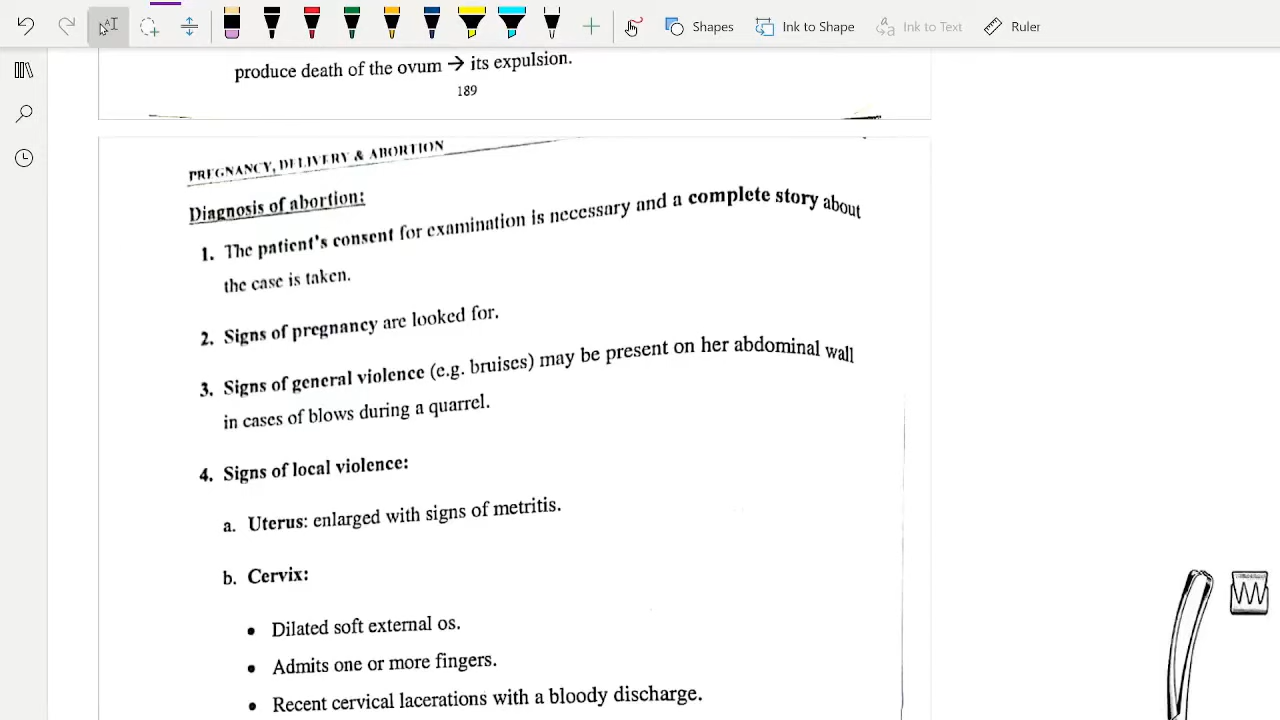 Shapes
Ink to Shape
Ink to Text
Ruler
produce death of the ovum → its expulsion.
189
PREGNANCY, DELIVERY & ABORTION
Diagnosis of abortion:
1. The patient's consent for examination is necessary and a complete story about
the case is taken.
2. Signs of pregnancy are looked for.
3. Signs of general violence (e.g. bruises) may be present on her abdominal wall
in cases of blows during a quarrel.
4. Signs of local violence:
a. Uterus: enlarged with signs of metritis.
b. Cervix:
• Dilated soft external os.
• Admits one or more fingers.
• Recent cervical lacerations with a bloody discharge.